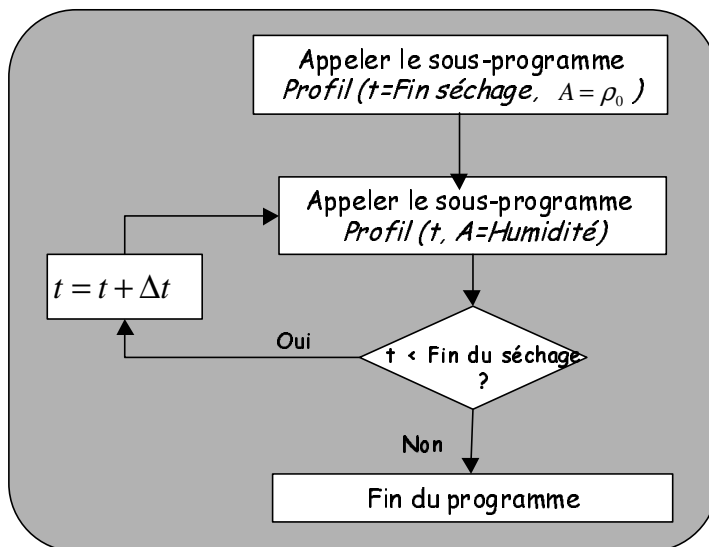 Appeler le sous-programme
Profil (t=Fin séchage, A = ρ₀ )
Appeler le sous-programme
Profil (t, A=Humidité)
t = t + Δt
Oui
t < Fin du séchage
?
Non
Fin du programme